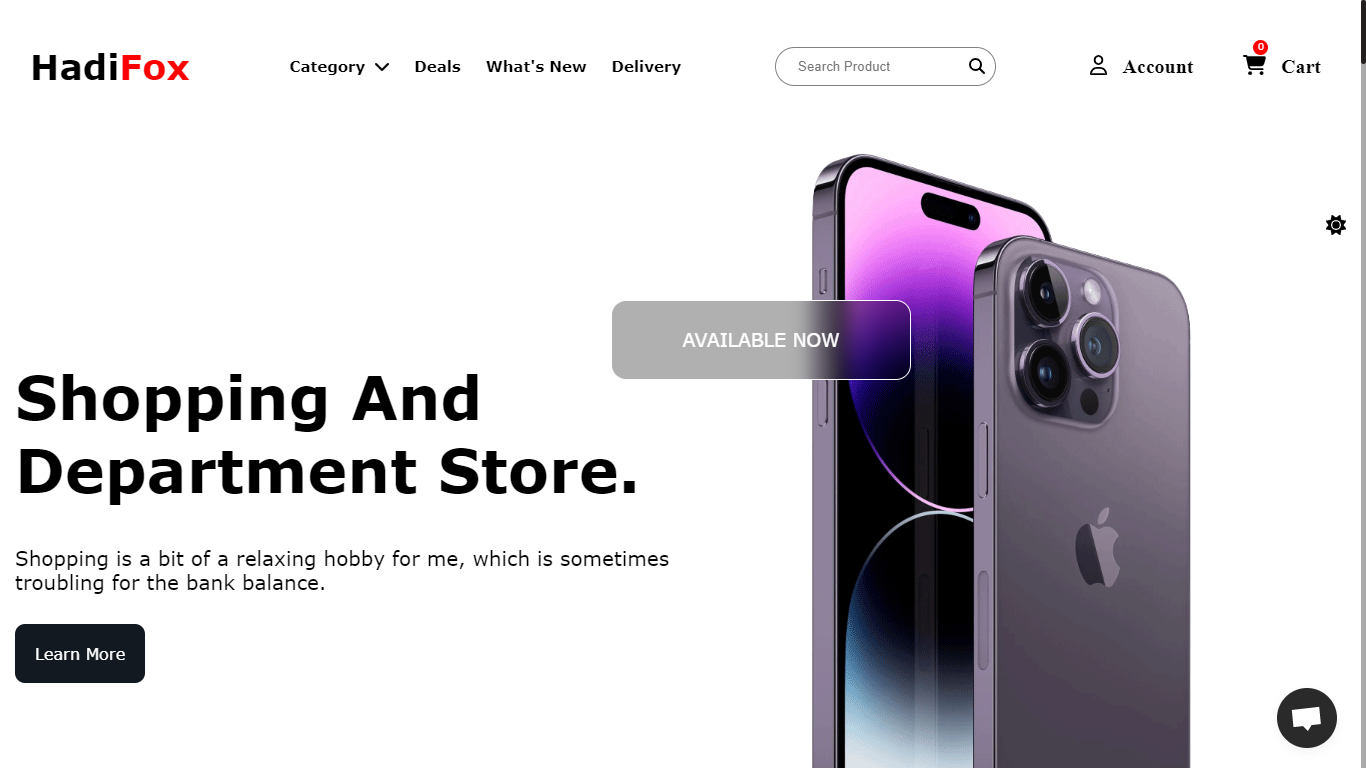 HadiFox
Category
Deals
What's New
Delivery
Search Product
Account
0
Cart
AVAILABLE NOW
Shopping And
Department Store.
Shopping is a bit of a relaxing hobby for me, which is sometimes
troubling for the bank balance.
Learn More